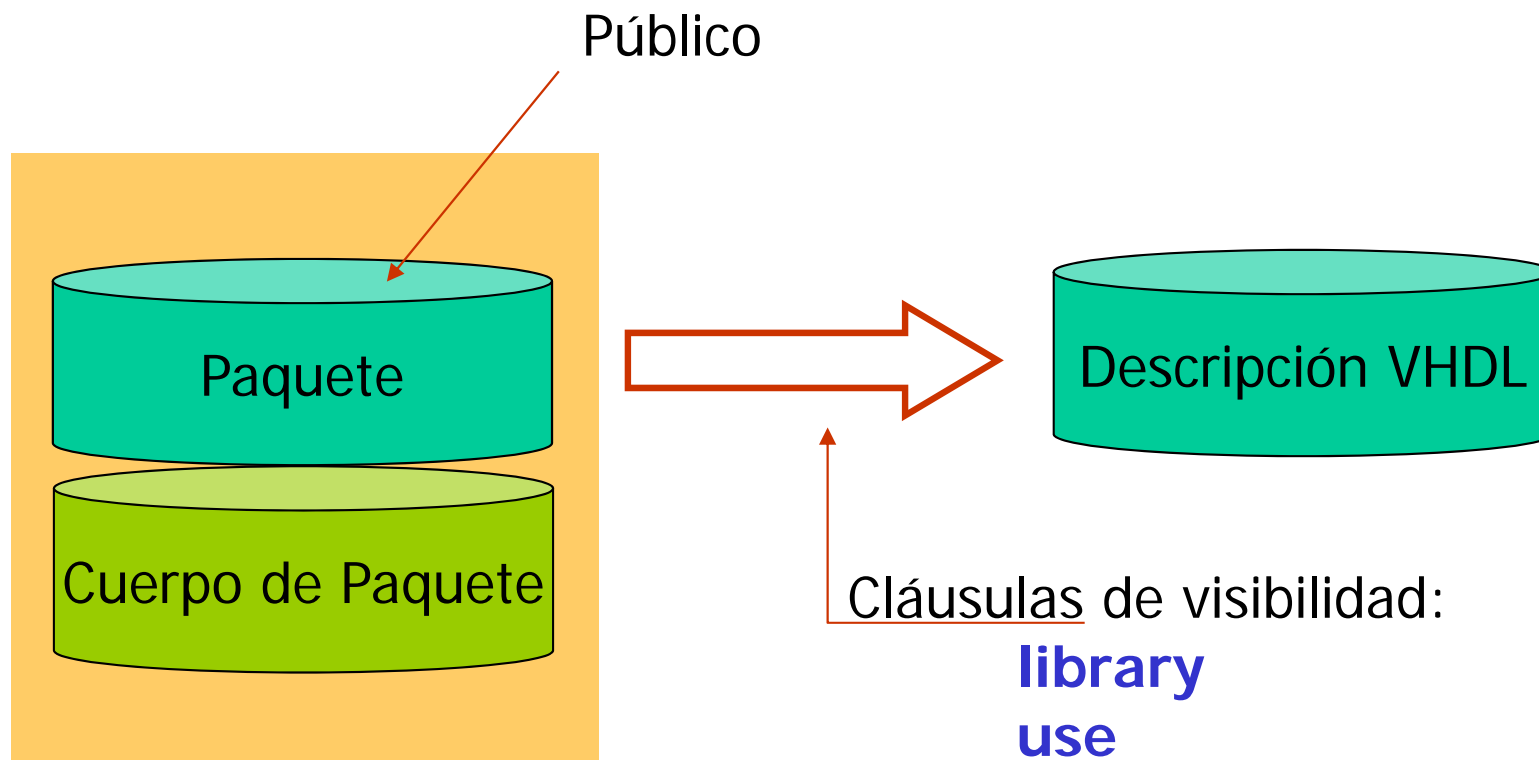 Público
Paquete
Descripción VHDL
Cuerpo de Paquete
Cláusulas de visibilidad:
library
use